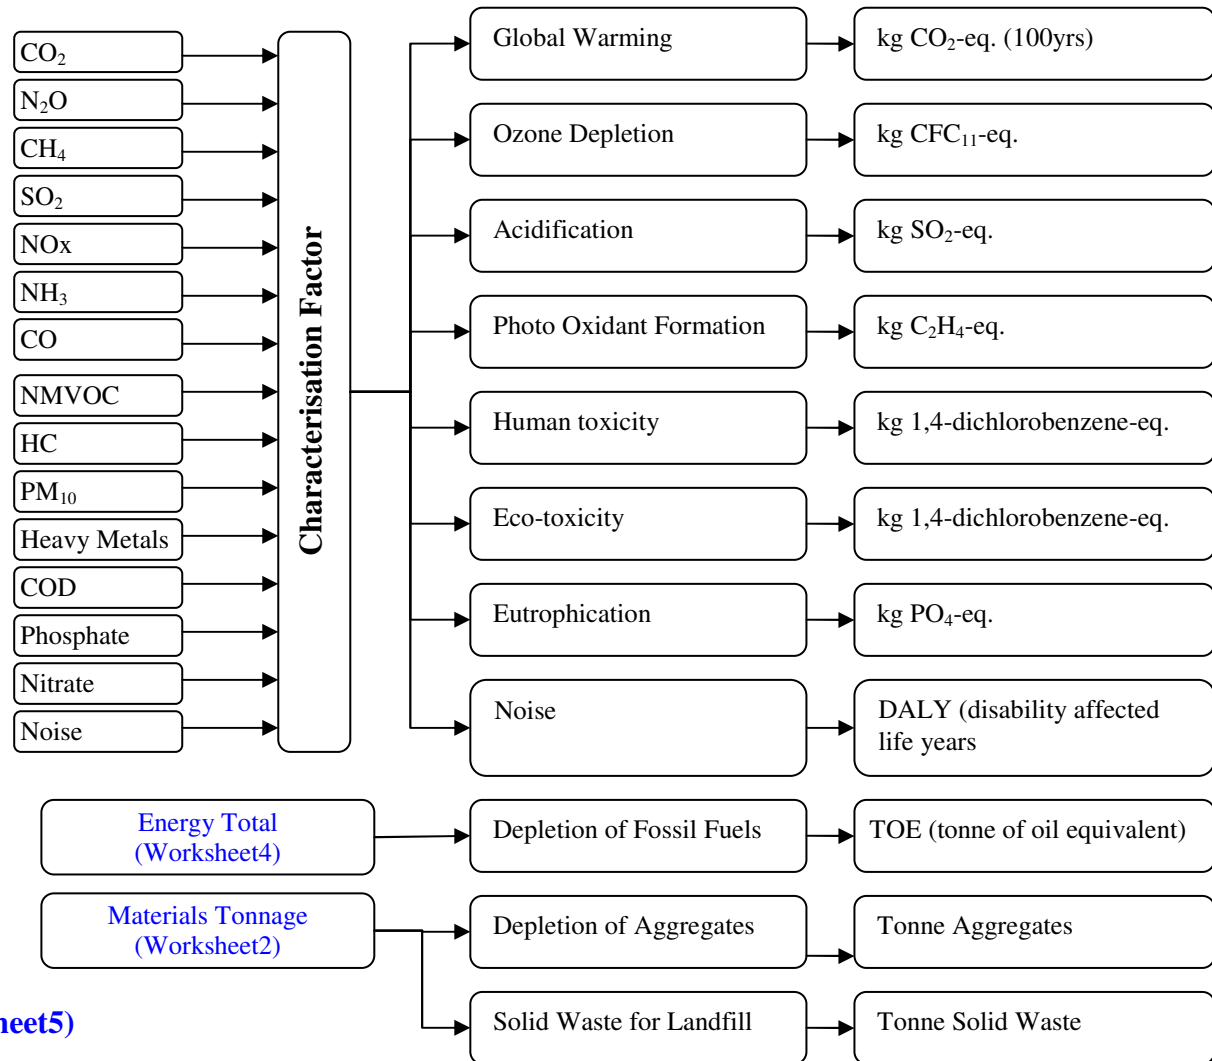 CO₂
N₂O
CH₄
SO₂
NOx
NH₃
CO
NMVOC
HC
PM₁₀
Heavy Metals
COD
Phosphate
Nitrate
Noise
Characterisation Factor
Global Warming
kg CO₂-eq. (100yrs)
Ozone Depletion
kg CFC₁₁-eq.
Acidification
kg SO₂-eq.
Photo Oxidant Formation
kg C₂H₄-eq.
Human toxicity
kg 1,4-dichlorobenzene-eq.
Eco-toxicity
kg 1,4-dichlorobenzene-eq.
Eutrophication
kg PO₄-eq.
Noise
DALY (disability affected
life years
Energy Total
(Worksheet4)
Depletion of Fossil Fuels
TOE (tonne of oil equivalent)
Materials Tonnage
(Worksheet2)
Depletion of Aggregates
Tonne Aggregates
Solid Waste for Landfill
Tonne Solid Waste
heet5)